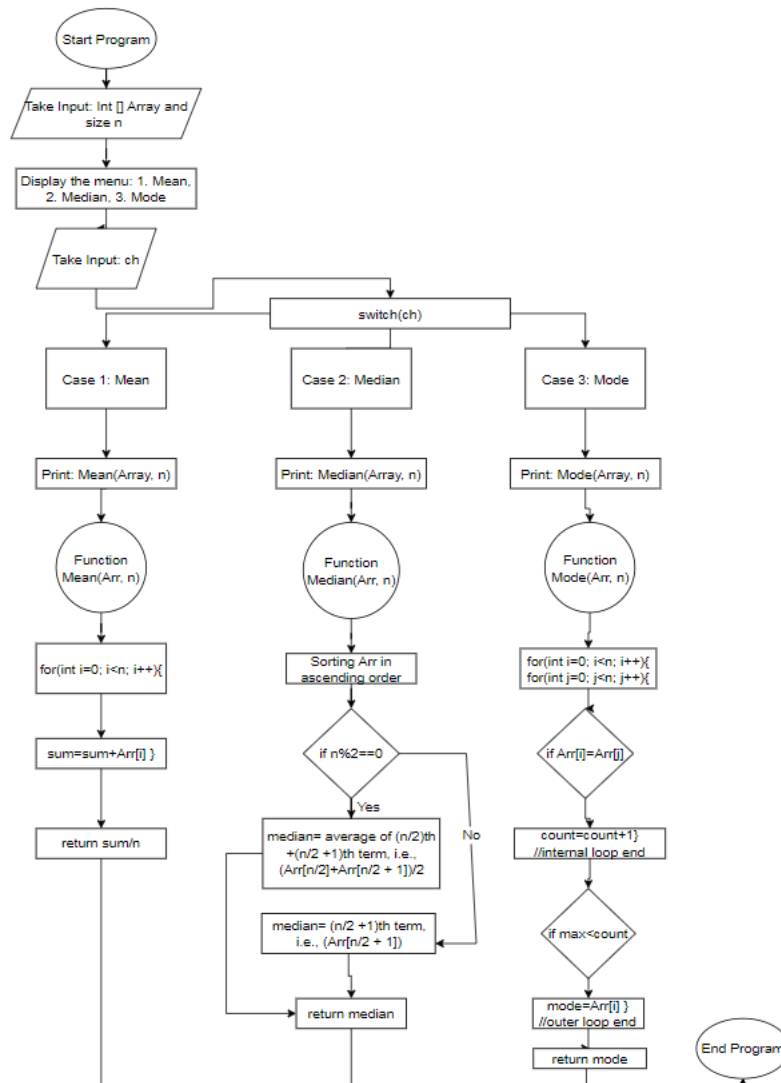 Start Program
Take Input: Int [] Array and
size n
Display the menu: 1. Mean,
2. Median, 3. Mode
Take Input: ch
switch(ch)
Case 1: Mean
Case 2: Median
Case 3: Mode
Print: Mean(Array, n)
Print: Median(Array, n)
Print: Mode(Array, n)
Function
Mean(Arr, n)
Function
Median(Arr, n)
Function
Mode(Arr, n)
for(int i=0; i<n; i++){
Sorting Arr in
ascending order
for(int i=0; i<n; i++){
for(int j=0; j<n; j++){
sum=sum+Arr[i] }
if n%2==0
if Arr[i]=Arr[j]
Yes
No
return sum/n
median= average of (n/2)th
+(n/2 +1)th term, i.e.,
(Arr[n/2]+Arr[n/2 + 1])/2
count=count+1}
//internal loop end
median= (n/2 +1)th term,
i.e., (Arr[n/2 + 1])
if max<count
return median
mode=Arr[i] }
//outer loop end
return mode
End Program